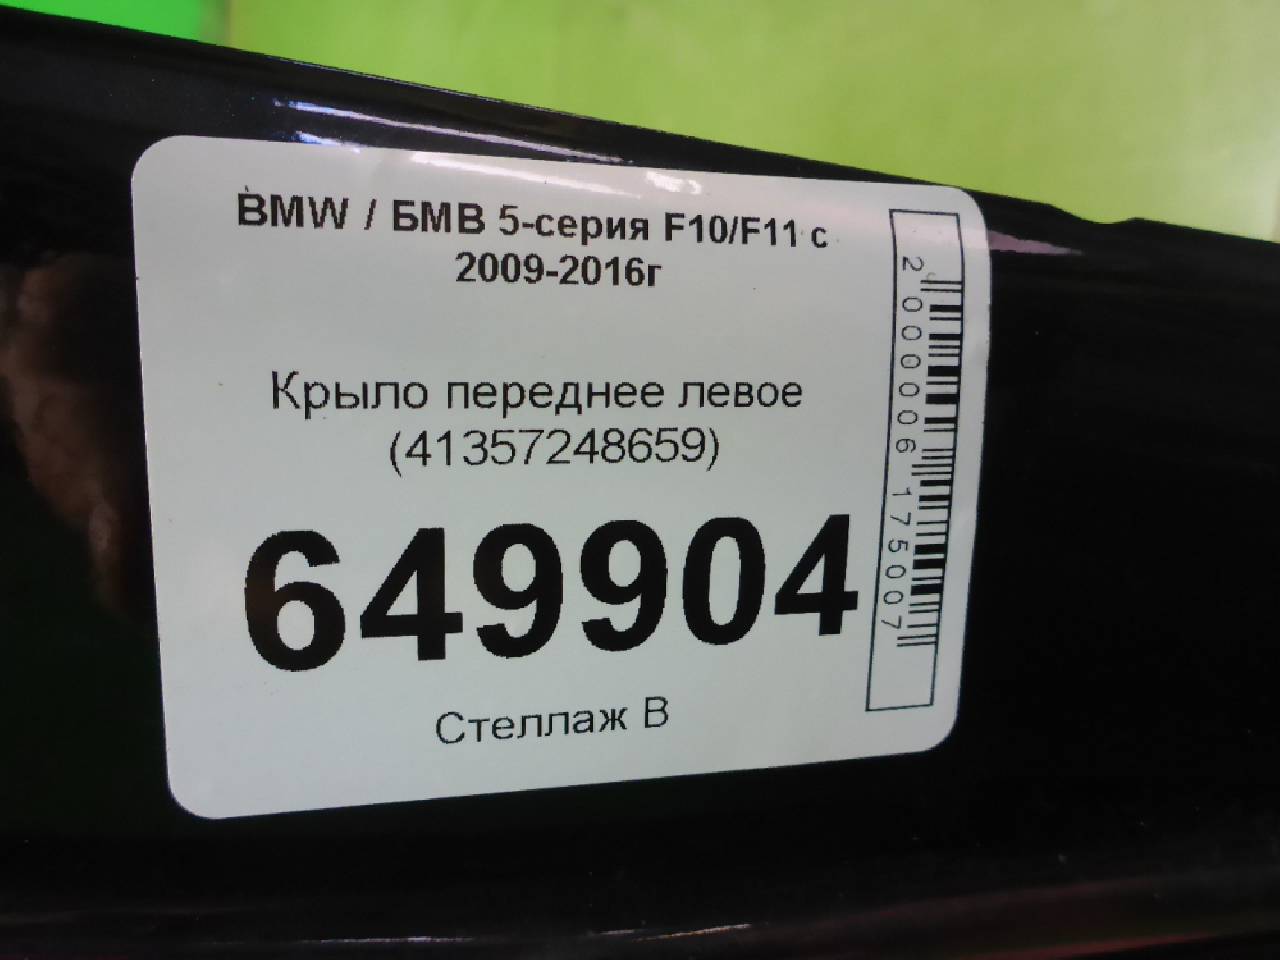 BMW / БМВ 5-серия F10/F11 с
2009-2016г
Крыло переднее левое
(41357248659)
649904
Стеллаж В
2000006175007